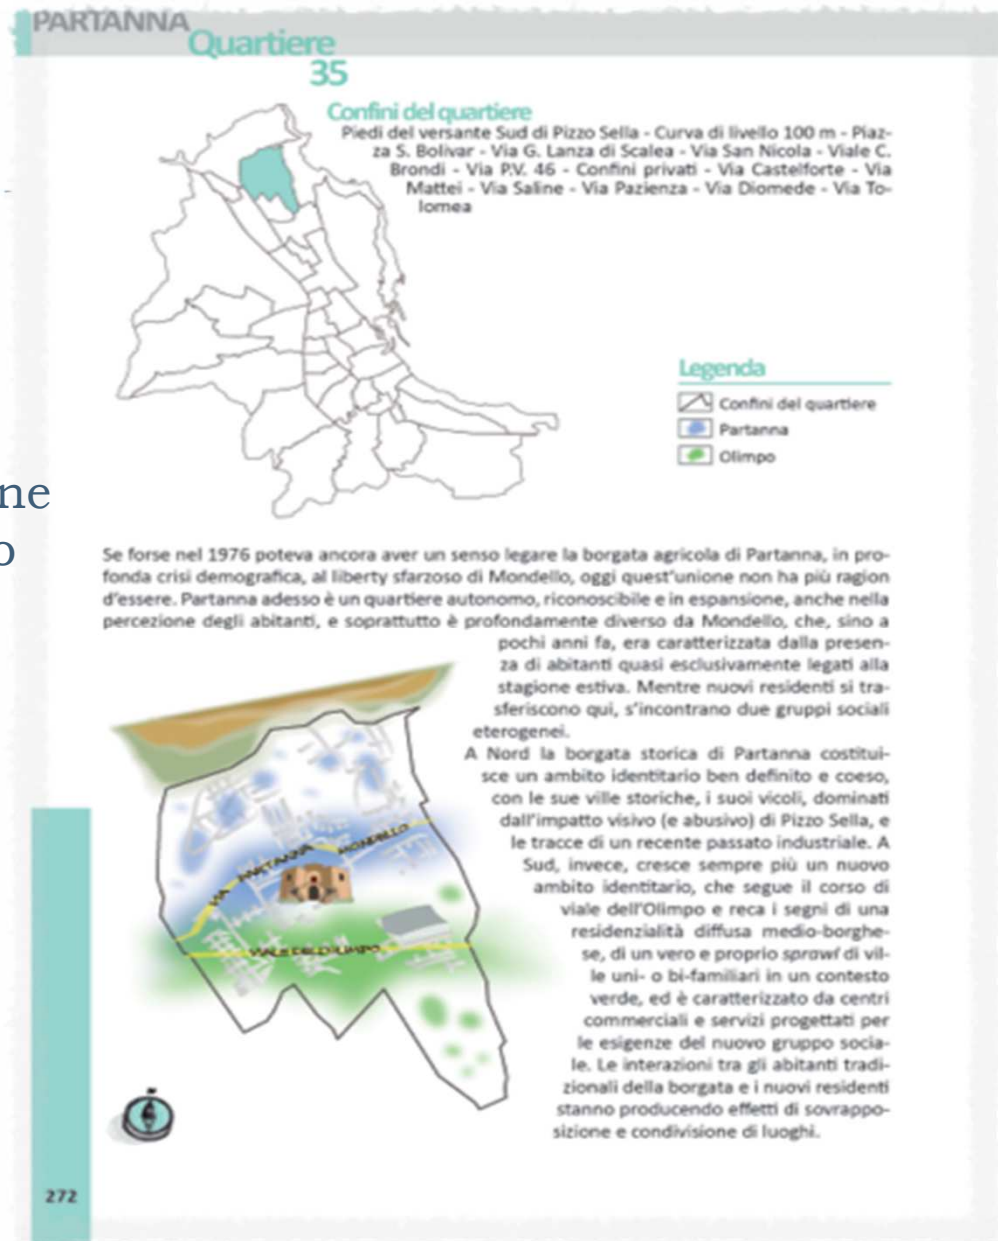 PARTANNA
Quartiere
35
Confini del quartiere
Piedi del versante Sud di Pizzo Sella - Curva di livello 100 m - Piaz-
za S. Bolivar - Via G. Lanza di Scalea - Via San Nicola - Viale C.
Brondi - Via P.V. 46 - Confini privati - Via Castelforte - Via
Mattei - Via Saline - Via Pazienza - Via Diomede - Via To-
lomea
Legenda
Confini del quartiere
Partanna
Olimpo
ne
o
Se forse nel 1976 poteva ancora aver un senso legare la borgata agricola di Partanna, in pro-
fonda crisi demografica, al liberty sfarzoso di Mondello, oggi quest'unione non ha più ragion
d'essere. Partanna adesso è un quartiere autonomo, riconoscibile e in espansione, anche nella
percezione degli abitanti, e soprattutto è profondamente diverso da Mondello, che, sino a
pochi anni fa, era caratterizzata dalla presen-
za di abitanti quasi esclusivamente legati alla
stagione estiva. Mentre nuovi residenti si tra-
sferiscono qui, s'incontrano due gruppi sociali
eterogenei.
A Nord la borgata storica di Partanna costitui-
sce un ambito identitario ben definito e coeso,
con le sue ville storiche, i suoi vicoli, dominati
dall'impatto visivo (e abusivo) di Pizzo Sella, e
le tracce di un recente passato industriale. A
Sud, invece, cresce sempre più un nuovo
ambito identitario, che segue il corso di
viale dell'Olimpo e reca i segni di una
residenzialità diffusa medio-borghe-
se, di un vero e proprio sprawl di vil-
le uni- o bi-familiari in un contesto
verde, ed è caratterizzato da centri
commerciali e servizi progettati per
le esigenze del nuovo gruppo socia-
le. Le interazioni tra gli abitanti tradi-
zionali della borgata e i nuovi residenti
stanno producendo effetti di sovrappo-
sizione e condivisione di luoghi.
VIA MONDELLO
VIALE DELL'OLIMPO
272